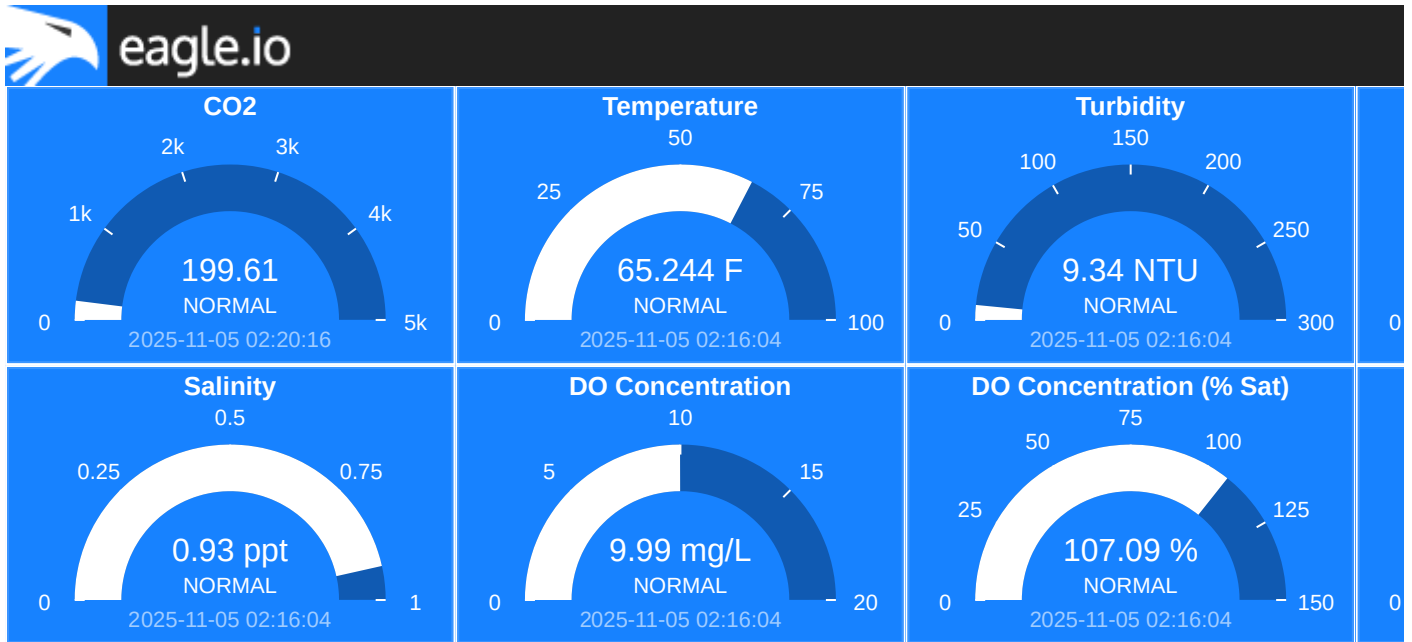 eagle.io
CO2
2k 3k
1k 4k
199.61
NORMAL
0 5k
2025-11-05 02:20:16
Temperature
50
25 75
65.244 F
NORMAL
0 100
2025-11-05 02:16:04
Turbidity
150
100 200
50 250
9.34 NTU
NORMAL
0 300
2025-11-05 02:16:04
0
Salinity
0.5
0.25 0.75
0.93 ppt
NORMAL
0 1
2025-11-05 02:16:04
DO Concentration
10
5 15
9.99 mg/L
NORMAL
0 20
2025-11-05 02:16:04
DO Concentration (% Sat)
75
50 100
25 125
107.09 %
NORMAL
0 150
2025-11-05 02:16:04
0